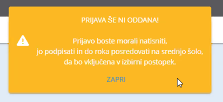 PRIJAVA ŠE NI ODDANA!
Prijavo boste morali natisniti,
jo podpisati in do roka posredovati na srednjo šolo,
da bo vključena v izbirni postopek.
ZAPRI